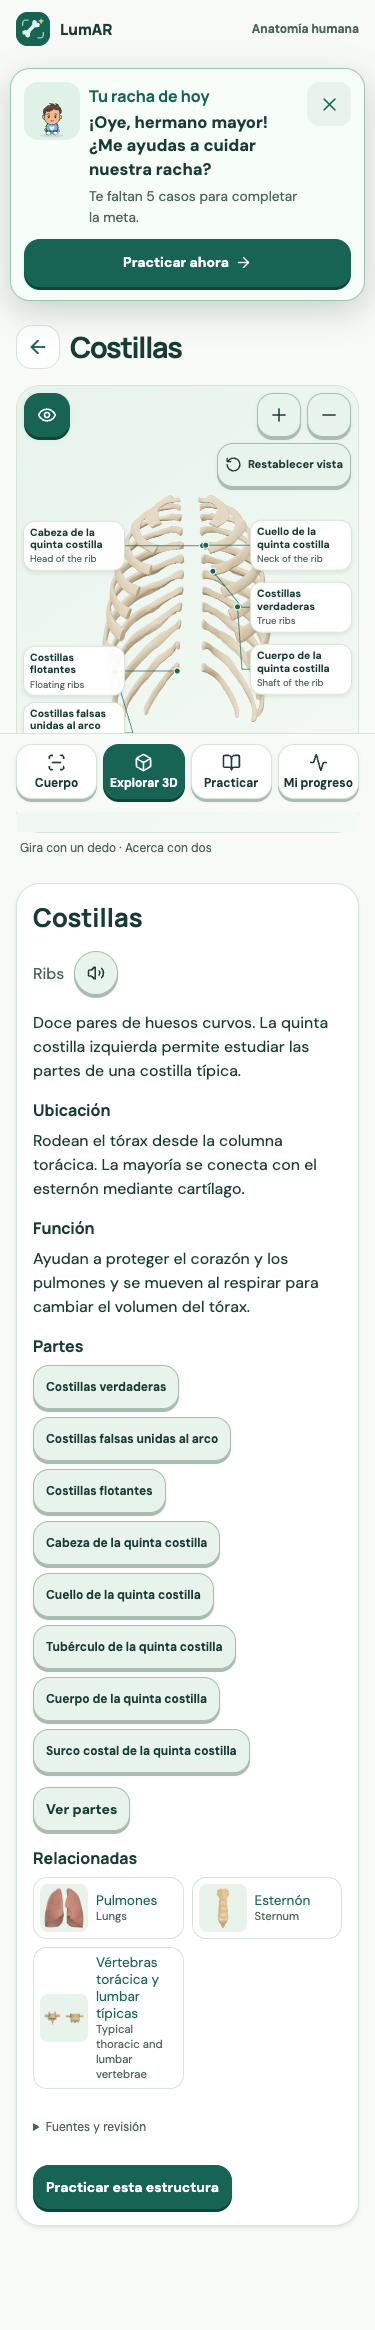 LumAR
Anatomía humana
Tu racha de hoy
¡Oye, hermano mayor!
¿Me ayudas a cuidar
nuestra racha?
Te faltan 5 casos para completar
la meta.
Practicar ahora
Costillas
Restablecer vista
Cabeza de la
quinta costilla
Head of the rib
Cuello de la
quinta costilla
Neck of the rib
Costillas
verdaderas
True ribs
Costillas
flotantes
Floating ribs
Cuerpo de la
quinta costilla
Shaft of the rib
Costillas falsas
unidas al arco
Cuerpo
Explorar 3D
Practicar
Mi progreso
Gira con un dedo · Acerca con dos
Costillas
Ribs
Doce pares de huesos curvos. La quinta
costilla izquierda permite estudiar las
partes de una costilla típica.
Ubicación
Rodean el tórax desde la columna
torácica. La mayoría se conecta con el
esternón mediante cartílago.
Función
Ayudan a proteger el corazón y los
pulmones y se mueven al respirar para
cambiar el volumen del tórax.
Partes
Costillas verdaderas
Costillas falsas unidas al arco
Costillas flotantes
Cabeza de la quinta costilla
Cuello de la quinta costilla
Tubérculo de la quinta costilla
Cuerpo de la quinta costilla
Surco costal de la quinta costilla
Ver partes
Relacionadas
Pulmones
Lungs
Esternón
Sternum
Vértebras
torácica y
lumbar
típicas
Typical
thoracic and
lumbar
vertebrae
Fuentes y revisión
Practicar esta estructura